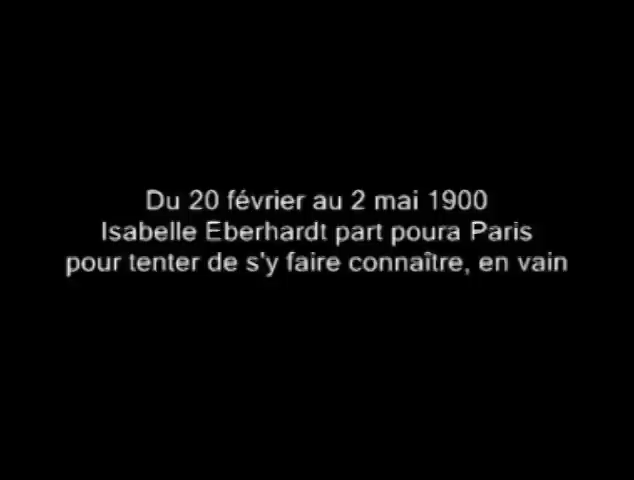 Du 20 février au 2 mai 1900
Isabelle Eberhardt part poura Paris
pour tenter de s'y faire connaître, en vain